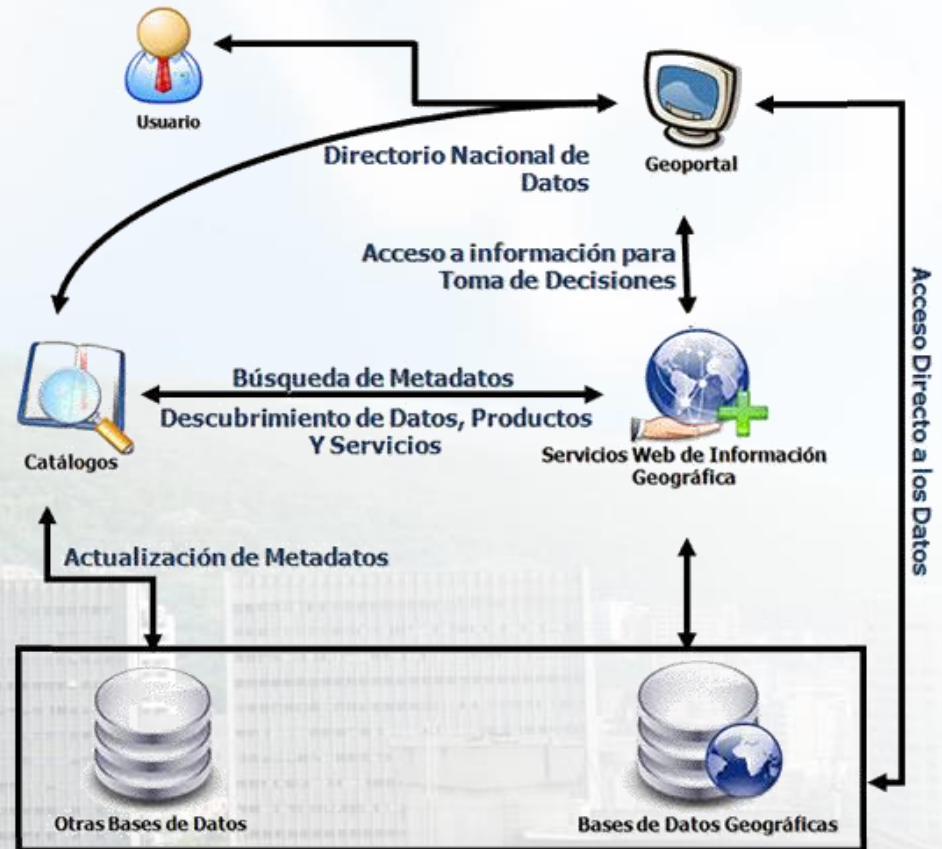 Usuario
Geoportal
Directorio Nacional de
Datos
Acceso a información para
Toma de Decisiones
Acceso Directo a los Datos
Búsqueda de Metadatos
Descubrimiento de Datos, Productos
Y Servicios
Catálogos
Servicios Web de Información
Geográfica
Actualización de Metadatos
Otras Bases de Datos
Bases de Datos Geográficas